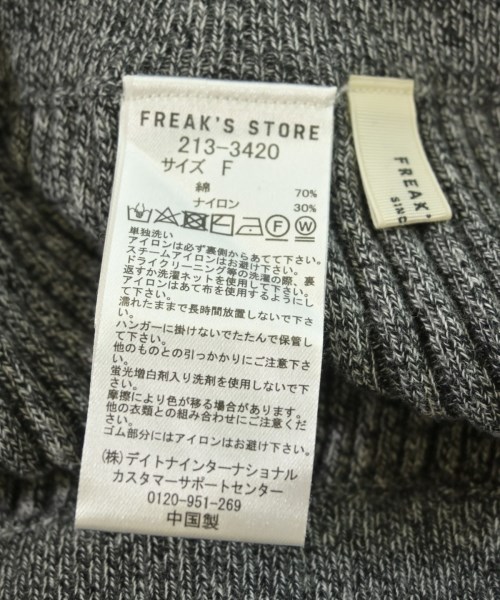 FREAK'S STORE
213-3420
サイズ F
綿 70%
ナイロン 30%
F W
単独洗い
アイロンは必ず裏側からあてて下さい。
スチームアイロンはお避け下さい。
ドライクリーニング等の洗濯の際、裏
返すか洗濯ネットを使用して下さい。
アイロンはあて布を使用するようにし
て下さい。
濡れたままで長時間放置しないで下さ
い。
ハンガーに掛けないでたたんで保管し
て下さい。
他のものとの引っかかりにご注意下さ
い。
蛍光増白剤入り洗剤を使用しないで下
さい。
摩擦により色が移る場合があります。
他の衣類との組み合わせにご注意くだ
さい。
ゴム部分にはアイロンはお避け下さい。
(株)デイトナインターナショナル
カスタマーサポートセンター
0120-951-269
中国製
FREAK'
SINC